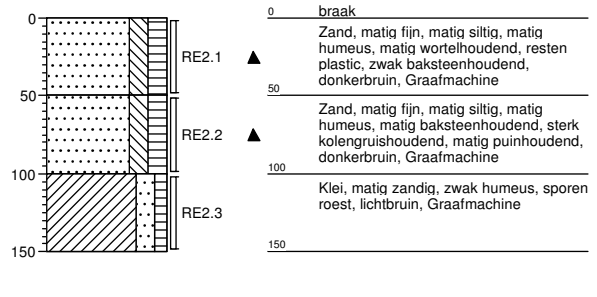 0
50
100
150
RE2.1
RE2.2
RE2.3
0
braak
Zand, matig fijn, matig siltig, matig
humeus, matig wortelhoudend, resten
plastic, zwak baksteenhoudend,
donkerbruin, Graafmachine
50
Zand, matig fijn, matig siltig, matig
humeus, matig baksteenhoudend, sterk
kolengruishoudend, matig puinhoudend,
donkerbruin, Graafmachine
100
Klei, matig zandig, zwak humeus, sporen
roest, lichtbruin, Graafmachine
150